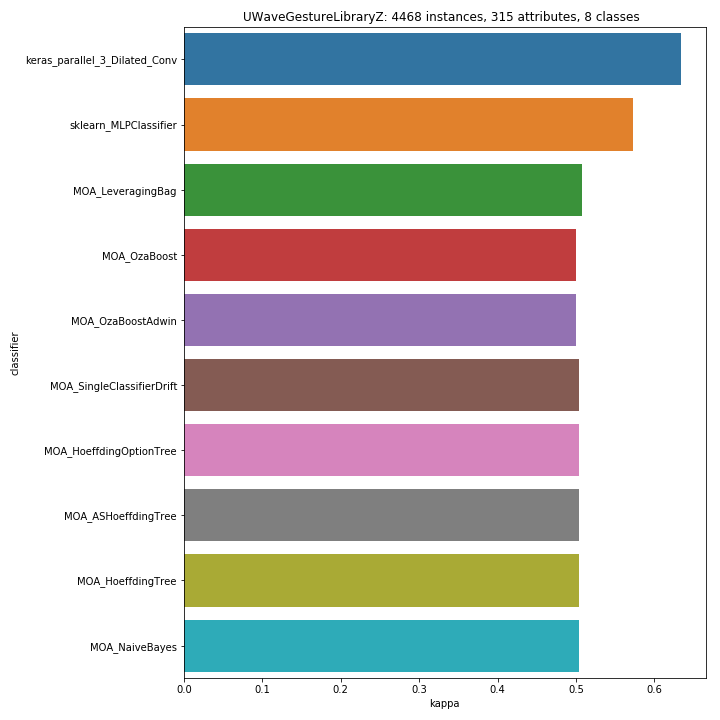 UWaveGestureLibraryZ: 4468 instances, 315 attributes, 8 classes
keras_parallel_3_Dilated_Conv
sklearn_MLPClassifier
MOA_LeveragingBag
MOA_OzaBoost
MOA_OzaBoostAdwin
MOA_SingleClassifierDrift
MOA_HoeffdingOptionTree
MOA_ASHoeffdingTree
MOA_HoeffdingTree
MOA_NaiveBayes
classifier
0.0 0.1 0.2 0.3 0.4 0.5 0.6
kappa